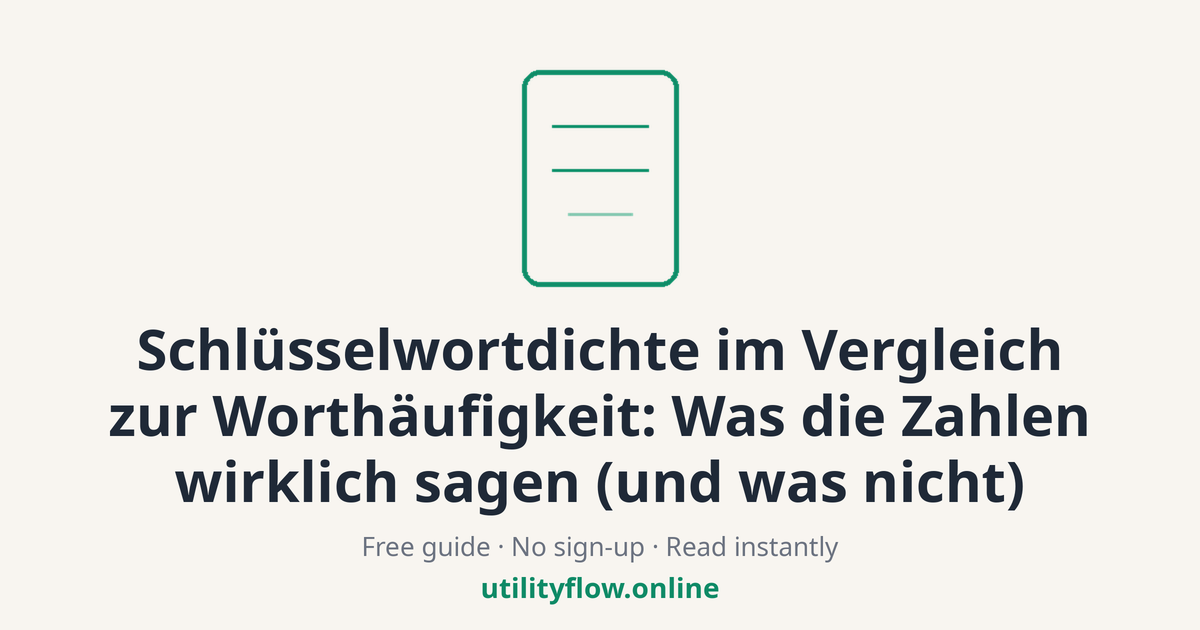 Schlüsselwortdichte im Vergleich
zur Worthäufigkeit: Was die Zahlen
wirklich sagen (und was nicht)
Free guide · No sign-up · Read instantly
utilityflow.online